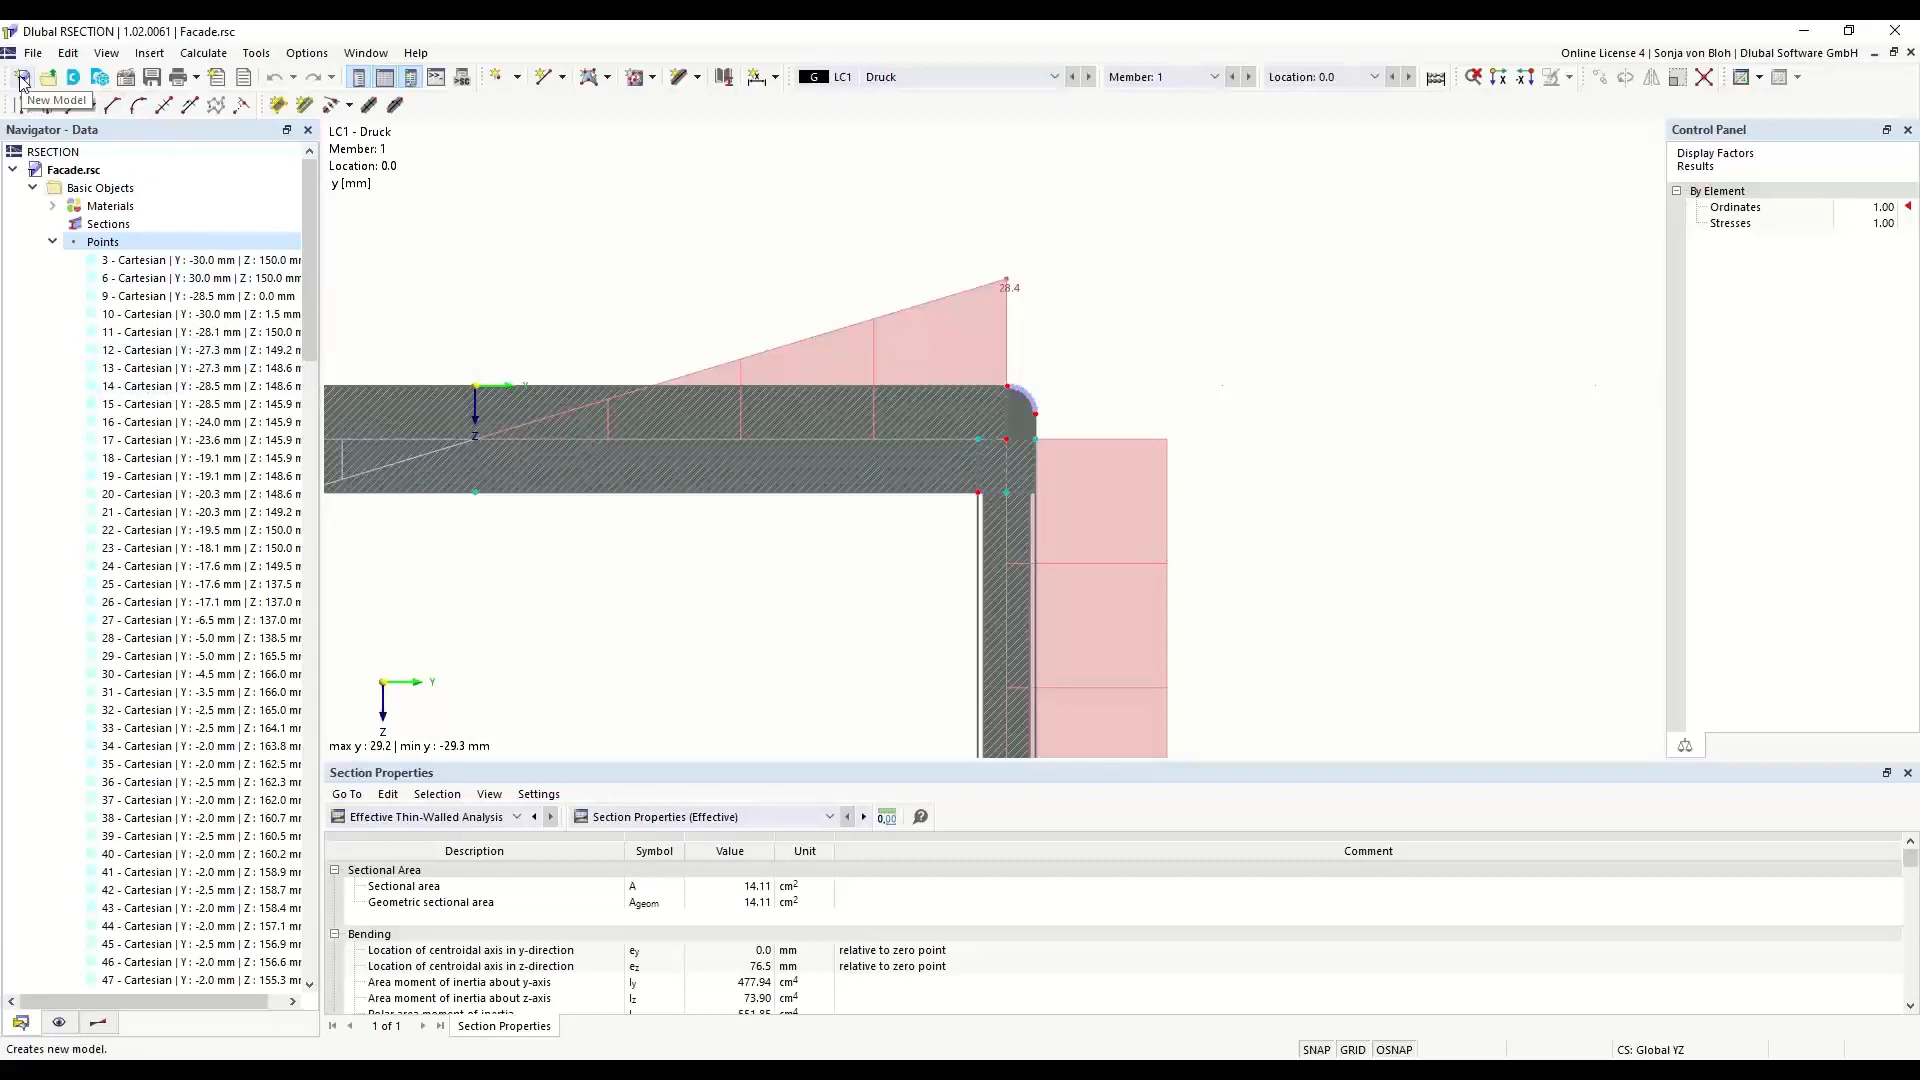 Dlubal RSECTION | 1.02.0061 | Facade.rsc
File Edit View Insert Calculate Tools Options Window Help
Online License 4 | Sonja von Bloh | Dlubal Software GmbH
G LC1 Druck Member: 1 Location: 0.0
New Model
Navigator - Data
RSECTION
Facade.rsc
Basic Objects
Materials
Sections
Points
3 - Cartesian | Y : -30.0 mm | Z : 150.0 mm
6 - Cartesian | Y : 30.0 mm | Z : 150.0 mm
9 - Cartesian | Y : -28.5 mm | Z : 0.0 mm
10 - Cartesian | Y : -30.0 mm | Z : 1.5 mm
11 - Cartesian | Y : -28.1 mm | Z : 150.0 m
12 - Cartesian | Y : -27.3 mm | Z : 149.2 m
13 - Cartesian | Y : -27.3 mm | Z : 148.6 m
14 - Cartesian | Y : -28.5 mm | Z : 148.6 m
15 - Cartesian | Y : -28.5 mm | Z : 145.9 m
16 - Cartesian | Y : -24.0 mm | Z : 145.9 m
17 - Cartesian | Y : -23.6 mm | Z : 145.9 m
18 - Cartesian | Y : -19.1 mm | Z : 145.9 m
19 - Cartesian | Y : -19.1 mm | Z : 148.6 m
20 - Cartesian | Y : -20.3 mm | Z : 148.6 m
21 - Cartesian | Y : -20.3 mm | Z : 149.2 m
22 - Cartesian | Y : -19.5 mm | Z : 150.0 m
23 - Cartesian | Y : -18.1 mm | Z : 150.0 m
24 - Cartesian | Y : -17.6 mm | Z : 149.5 m
25 - Cartesian | Y : -17.6 mm | Z : 137.5 m
26 - Cartesian | Y : -17.1 mm | Z : 137.0 m
27 - Cartesian | Y : -6.5 mm | Z : 137.0 m
28 - Cartesian | Y : -5.0 mm | Z : 138.5 m
29 - Cartesian | Y : -5.0 mm | Z : 165.5 m
30 - Cartesian | Y : -4.5 mm | Z : 166.0 m
31 - Cartesian | Y : -3.5 mm | Z : 166.0 m
32 - Cartesian | Y : -2.5 mm | Z : 165.0 m
33 - Cartesian | Y : -2.5 mm | Z : 164.1 m
34 - Cartesian | Y : -2.0 mm | Z : 163.8 m
35 - Cartesian | Y : -2.0 mm | Z : 162.5 m
36 - Cartesian | Y : -2.5 mm | Z : 162.3 m
37 - Cartesian | Y : -2.0 mm | Z : 162.0 m
38 - Cartesian | Y : -2.0 mm | Z : 160.7 m
39 - Cartesian | Y : -2.5 mm | Z : 160.5 m
40 - Cartesian | Y : -2.0 mm | Z : 160.2 m
41 - Cartesian | Y : -2.0 mm | Z : 158.9 m
42 - Cartesian | Y : -2.5 mm | Z : 158.7 m
43 - Cartesian | Y : -2.0 mm | Z : 158.4 m
44 - Cartesian | Y : -2.0 mm | Z : 157.1 m
45 - Cartesian | Y : -2.5 mm | Z : 156.9 m
46 - Cartesian | Y : -2.0 mm | Z : 156.6 m
47 - Cartesian | Y : -2.0 mm | Z : 155.3 m
LC1 - Druck
Member: 1
Location: 0.0
y [mm]
28.4
Y
Z
Y
Z
max y : 29.2 | min y : -29.3 mm
Control Panel
Display Factors
Results
By Element
Ordinates 1.00
Stresses 1.00
Section Properties
Go To Edit Selection View Settings
Effective Thin-Walled Analysis Section Properties (Effective) 0,00
Description Symbol Value Unit Comment
Sectional Area
Sectional area A 14.11 cm2
Geometric sectional area Ageom 14.11 cm2
Bending
Location of centroidal axis in y-direction ey 0.0 mm relative to zero point
Location of centroidal axis in z-direction ez 76.5 mm relative to zero point
Area moment of inertia about y-axis Iy 477.94 cm4
Area moment of inertia about z-axis Iz 73.90 cm4
Polar area moment of inertia 551.85 cm4
1 of 1 Section Properties
Creates new model.
SNAP GRID OSNAP CS: Global YZ